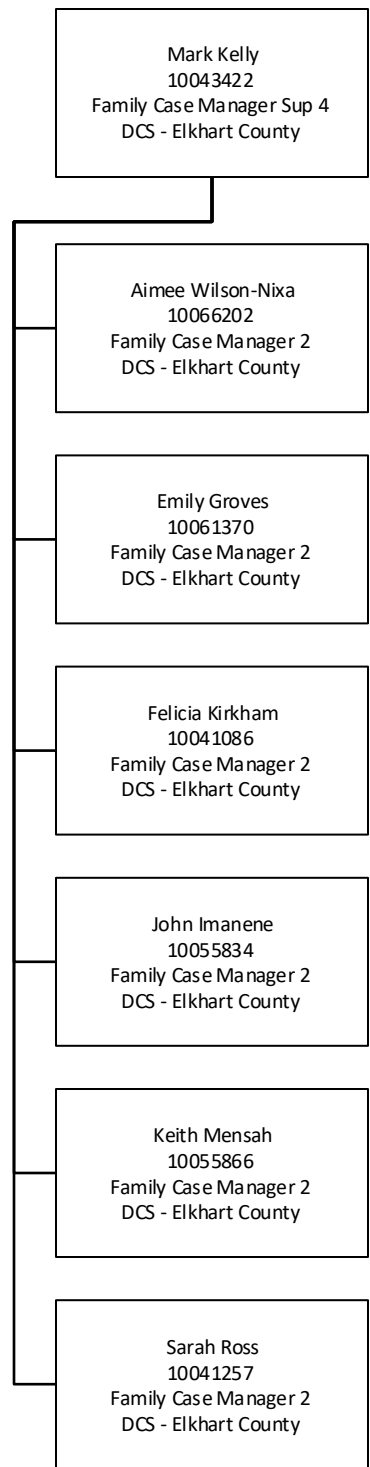 Mark Kelly
10043422
Family Case Manager Sup 4
DCS - Elkhart County
Aimee Wilson-Nixa
10066202
Family Case Manager 2
DCS - Elkhart County
Emily Groves
10061370
Family Case Manager 2
DCS - Elkhart County
Felicia Kirkham
10041086
Family Case Manager 2
DCS - Elkhart County
John Imanene
10055834
Family Case Manager 2
DCS - Elkhart County
Keith Mensah
10055866
Family Case Manager 2
DCS - Elkhart County
Sarah Ross
10041257
Family Case Manager 2
DCS - Elkhart County